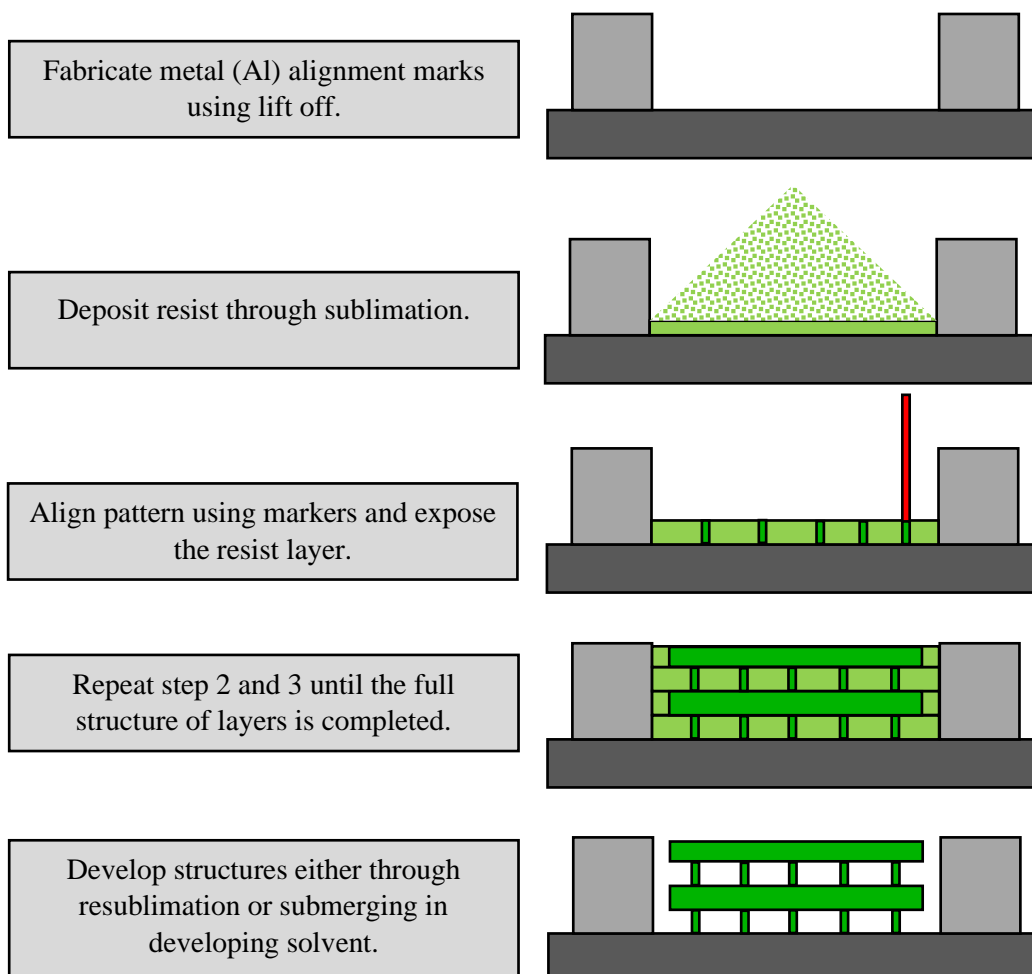 Fabricate metal (Al) alignment marks
using lift off.
Deposit resist through sublimation.
Align pattern using markers and expose
the resist layer.
Repeat step 2 and 3 until the full
structure of layers is completed.
Develop structures either through
resublimation or submerging in
developing solvent.